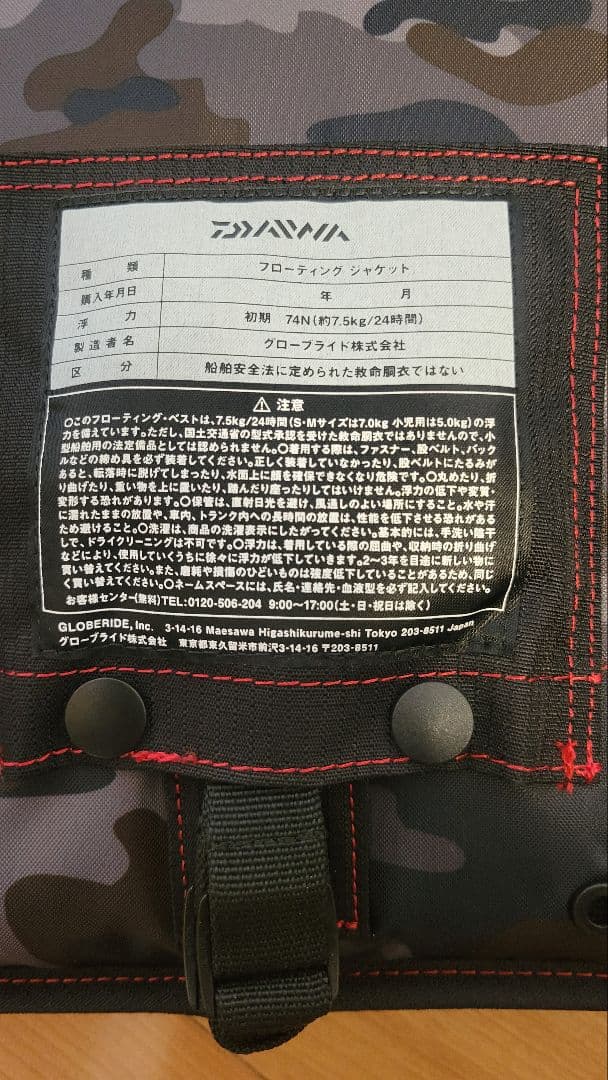 DAIWA
種類 フローティング ジャケット
購入年月日 年 月
浮力 初期 74N(約7.5kg/24時間)
製造者名 グローブライド株式会社
区分 船舶安全法に定められた救命胴衣ではない
⚠ 注意
○このフローティング・ベストは、7.5kg/24時間(S・Mサイズは7.0kg 小児用は5.0kg)の浮
力を備えています。ただし、国土交通省の型式承認を受けた救命胴衣ではありませんので、小
型船舶用の法定備品としては認められません。○着用する際は、ファスナー、股ベルト、バック
ルなどの締め具を必ず装着してください。正しく装着していなかったり、股ベルトにたるみが
あると、転落時に脱げてしまったり、水面上に顔を確保できなくなり危険です。○丸めたり、折
り曲げたり、重い物を上に置いたり、踏んだり座ったりしてはいけません。浮力の低下や変質・
変形する恐れがあります。○保管は、直射日光を避け、風通しのよい場所にすること。水や汗
に濡れたままの放置や、車内、トランク内への長時間の放置は、性能を低下させる恐れがある
ため避けること。○洗濯は、商品の洗濯表示にしたがってください。基本的には、手洗い陰干
しで、ドライクリーニングは不可です。○浮力は、着用している際の屈曲や、収納時の折り曲げ
などにより、使用していくうちに徐々に浮力が低下していきます。2〜3年を目途に新しい物に
買い替えてください。また、磨耗や損傷のひどいものは強度低下していることがあるため、同じ
く買い替えてください。○ネームスペースには、氏名・連絡先・血液型を必ず記入してください。
お客様センター(無料)TEL:0120-506-204 9:00〜17:00(土・日・祝日は除く)
GLOBERIDE, Inc. 3-14-16 Maesawa Higashikurume-shi Tokyo 203-8511 Japan
グローブライド株式会社 東京都東久留米市前沢3-14-16 〒203-8511